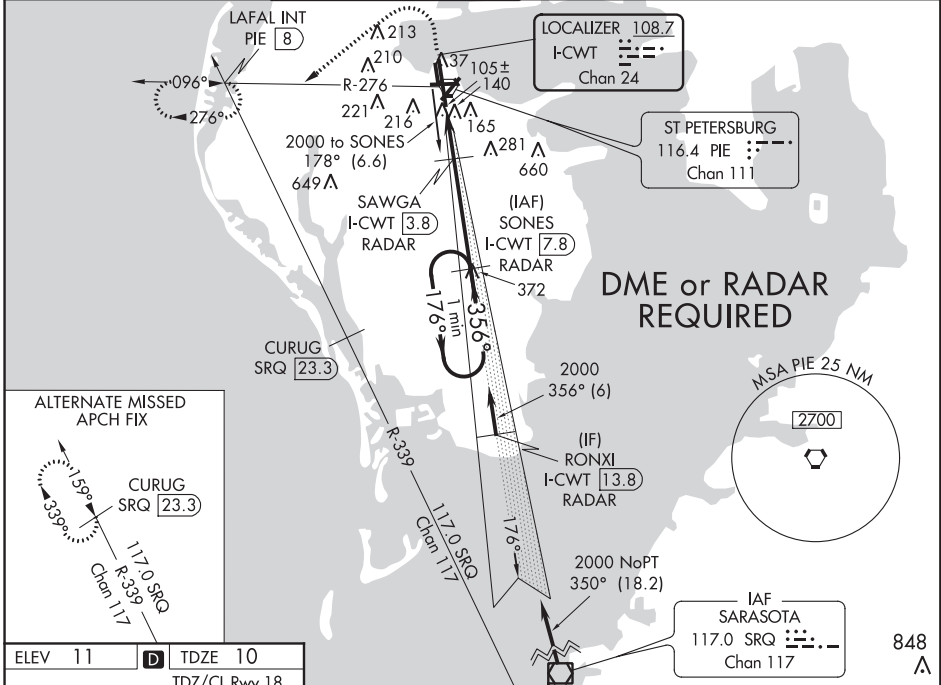 LAFAL INT
PIE 8
213
210
37
105±
140
LOCALIZER 108.7
I-CWT
Chan 24
096°
276°
R-276
221
216
165
2000 to SONES
178° (6.6)
281
660
649
ST PETERSBURG
116.4 PIE
Chan 111
SAWGA
I-CWT 3.8
RADAR
(IAF)
SONES
I-CWT 7.8
RADAR
372
DME or RADAR
REQUIRED
176°
1 min
356°
CURUG
SRQ 23.3
2000
356° (6)
MSA PIE 25 NM
2700
ALTERNATE MISSED
APCH FIX
159°
339°
CURUG
SRQ 23.3
117.0 SRQ
R-339
Chan 117
R-339
117.0 SRQ
Chan 117
(IF)
RONXI
I-CWT 13.8
RADAR
176°
2000 NoPT
350° (18.2)
IAF
SARASOTA
117.0 SRQ
Chan 117
848
ELEV 11 D TDZE 10
TDZ/CL Rwy 18